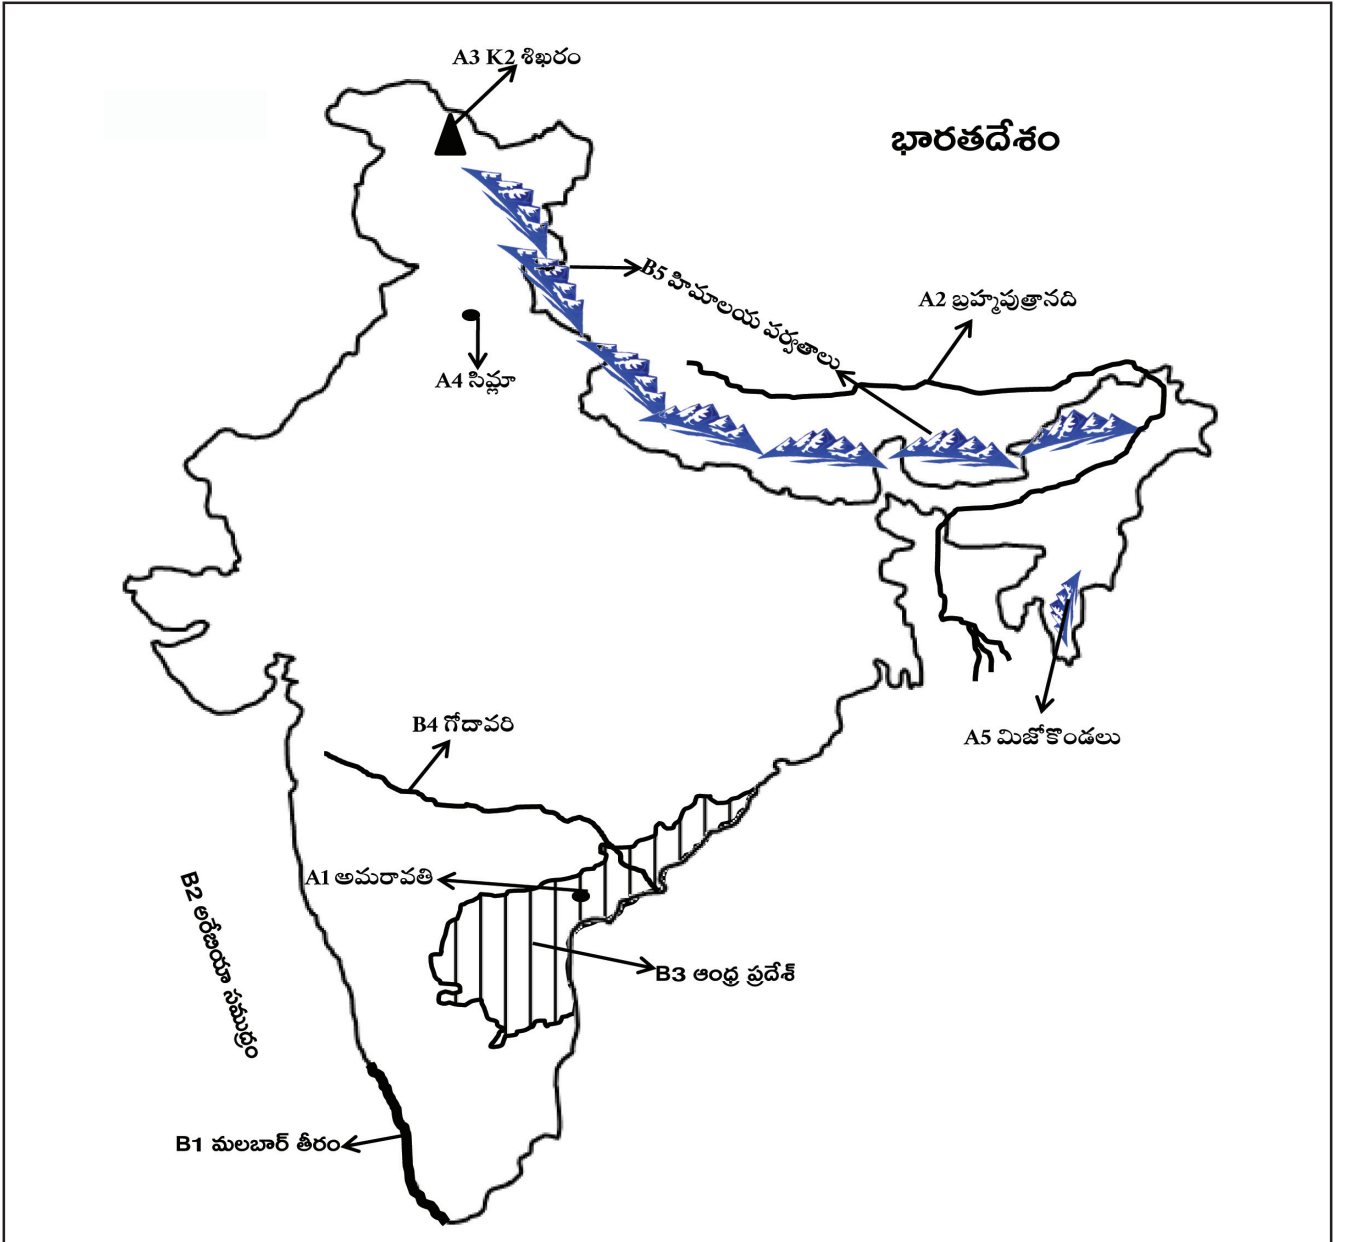 A3 K2 శిఖరం
భారతదేశం
B5 హిమాలయ పర్వతాలు
A2 బ్రహ్మపుత్రానది
A4 సిమ్లా
B4 గోదావరి
A5 మిజోకొండలు
A1 అమరావతి
B2 అరేబియా సముద్రం
B3 ఆంధ్ర ప్రదేశ్
B1 మలబార్ తీరం